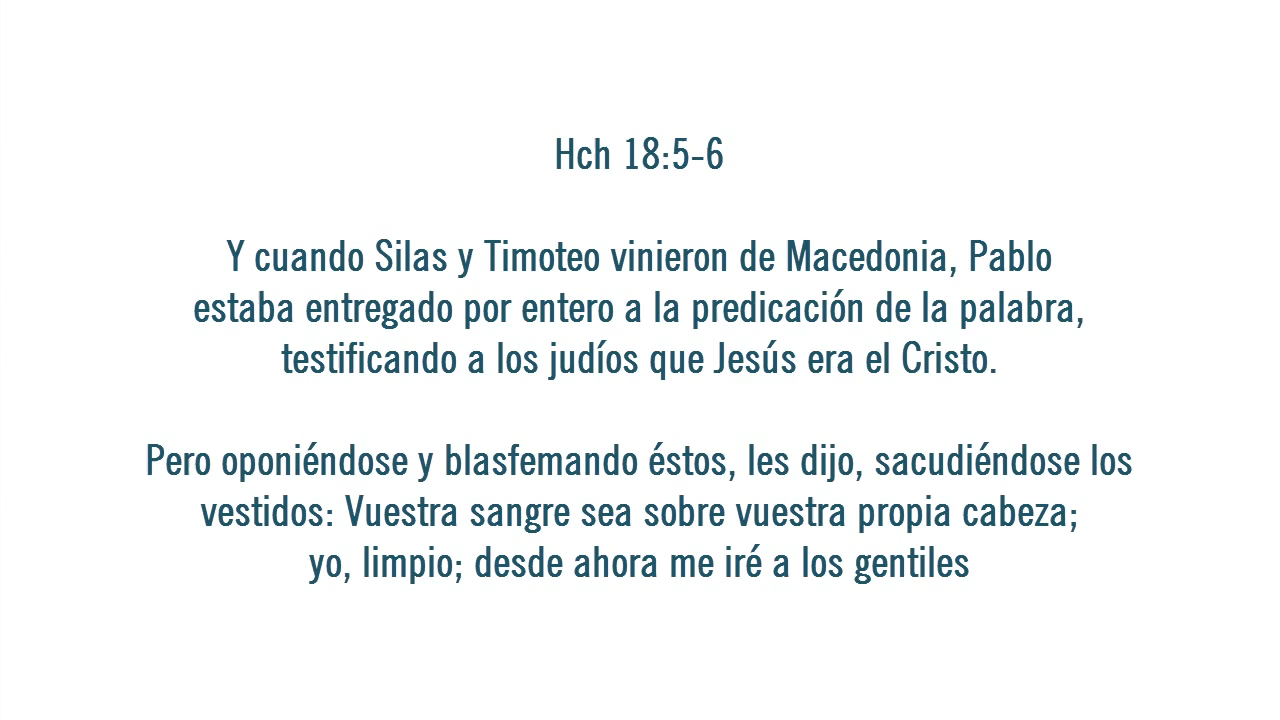 Hch 18:5-6
Y cuando Silas y Timoteo vinieron de Macedonia, Pablo
estaba entregado por entero a la predicación de la palabra,
testificando a los judíos que Jesús era el Cristo.
Pero oponiéndose y blasfemando éstos, les dijo, sacudiéndose los
vestidos: Vuestra sangre sea sobre vuestra propia cabeza;
yo, limpio; desde ahora me iré a los gentiles